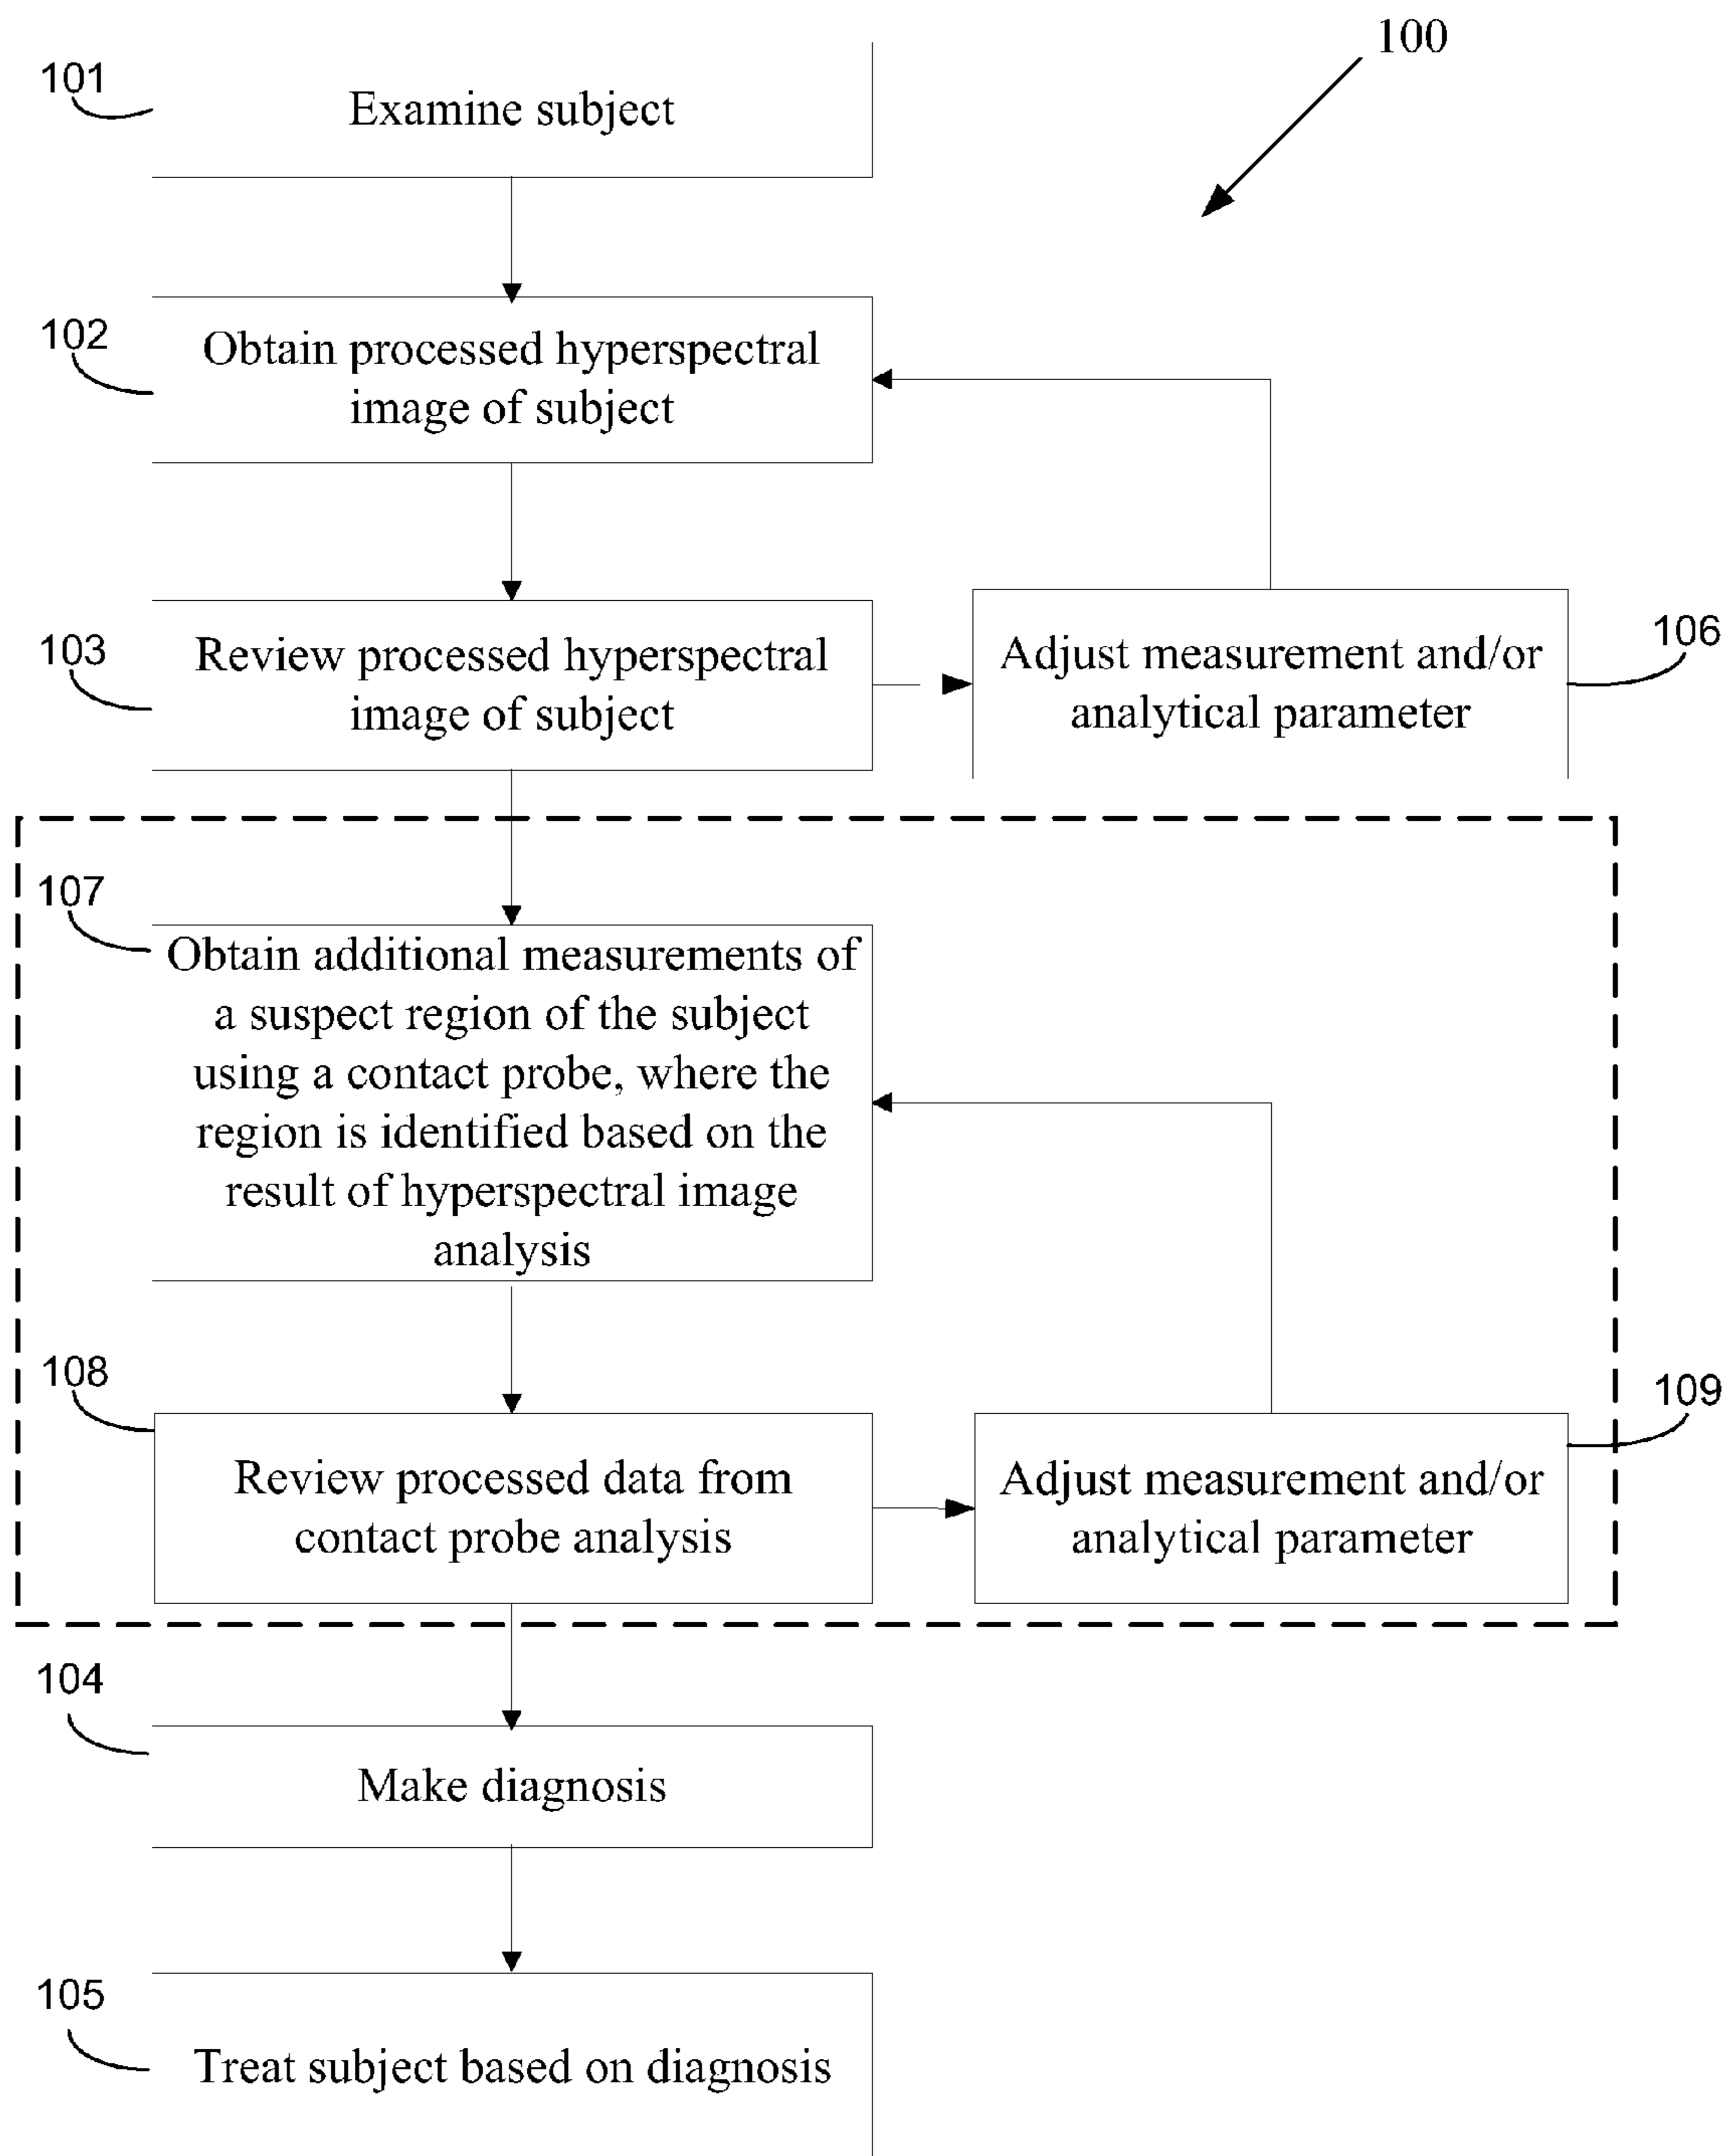 100
101
Examine subject
102
Obtain processed hyperspectral
image of subject
103
Review processed hyperspectral
image of subject
106
Adjust measurement and/or
analytical parameter
107
Obtain additional measurements of
a suspect region of the subject
using a contact probe, where the
region is identified based on the
result of hyperspectral image
analysis
108
Review processed data from
contact probe analysis
109
Adjust measurement and/or
analytical parameter
104
Make diagnosis
105
Treat subject based on diagnosis